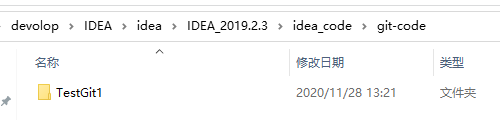 devolop > IDEA > idea > IDEA_2019.2.3 > idea_code > git-code
名称 修改日期 类型
TestGit1 2020/11/28 13:21 文件夹